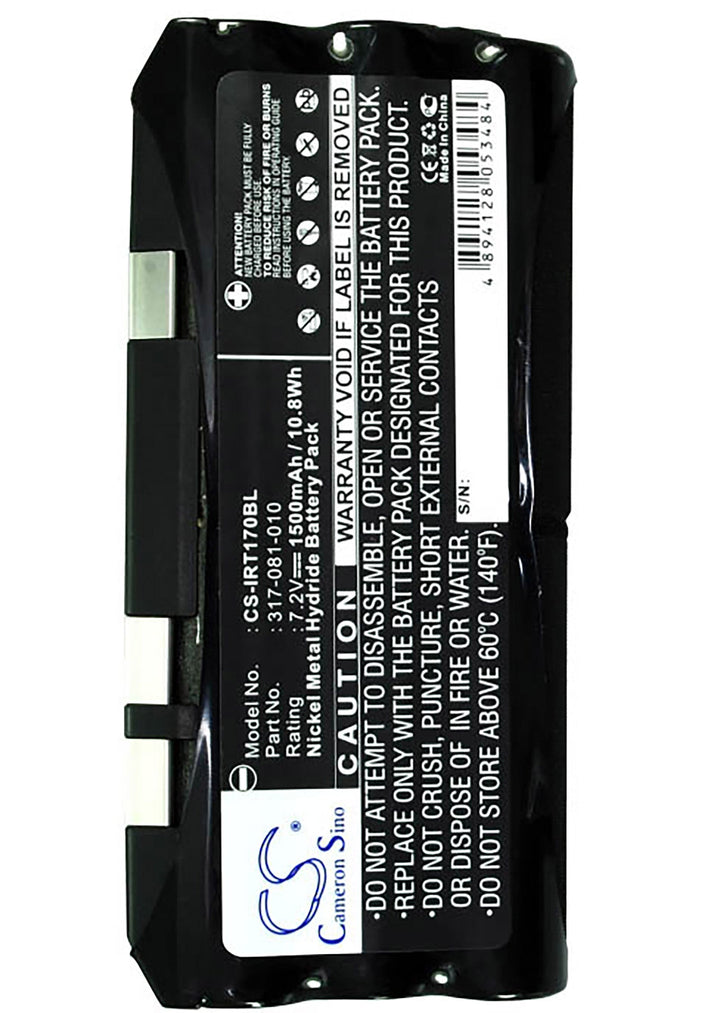 CS®
Cameron Sino
Model No. : CS-IRT170BL
Part No. : 317-081-010
Rating : 7.2V⎓1500mAh / 10.8Wh
Nickel Metal Hydride Battery Pack
ATTENTION!
NEW BATTERY PACK MUST BE FULLY
CHARGED BEFORE USING.
TO REDUCE RISK OF FIRE OR BURNS
READ INSTRUCTIONS IN OPERATING GUIDE
BEFORE USING THE BATTERY PACK.
CAUTION
WARRANTY VOID IF LABEL IS REMOVED
•DO NOT ATTEMPT TO DISASSEMBLE, OPEN OR SERVICE THE BATTERY PACK.
•REPLACE ONLY WITH THE BATTERY PACK DESIGNATED FOR THIS PRODUCT.
•DO NOT CRUSH, PUNCTURE, SHORT EXTERNAL CONTACTS
OR DISPOSE OF IN FIRE OR WATER.
•DO NOT STORE ABOVE 60°C (140°F).
CE
Made In China
S/N:
4 894128 053484